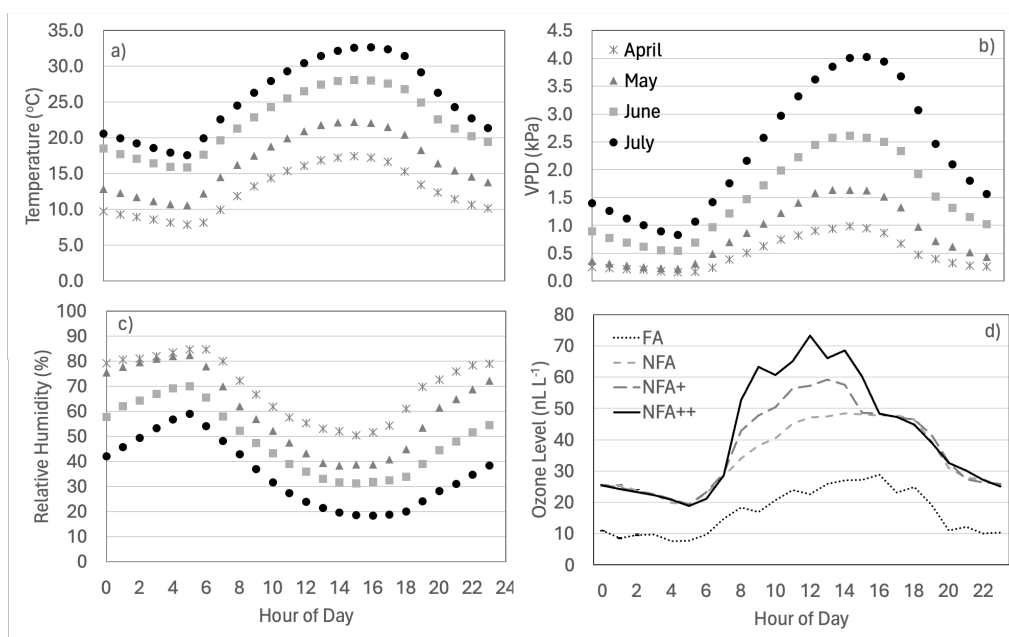 a)
35.0
30.0
25.0
20.0
15.0
10.0
5.0
0.0
Temperature (°C)
b)
4.5
4.0
3.5
3.0
2.5
2.0
1.5
1.0
0.5
0.0
VPD (kPa)
April
May
June
July
c)
100
90
80
70
60
50
40
30
20
10
0
Relative Humidity (%)
0 2 4 6 8 10 12 14 16 18 20 22 24
Hour of Day
d)
80
70
60
50
40
30
20
10
0
Ozone Level (nL L-1)
FA
NFA
NFA+
NFA++
0 2 4 6 8 10 12 14 16 18 20 22
Hour of Day